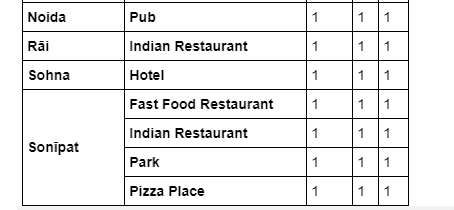 Noida Pub 1 1 1
Rāi Indian Restaurant 1 1 1
Sohna Hotel 1 1 1
Sonīpat Fast Food Restaurant 1 1 1
Indian Restaurant 1 1 1
Park 1 1 1
Pizza Place 1 1 1